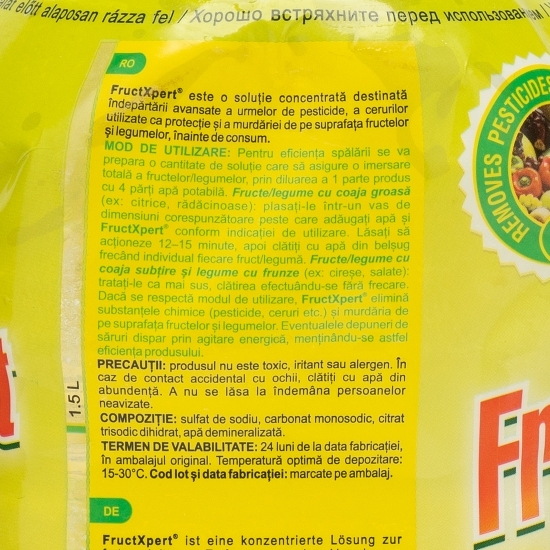 előtt alaposan rázza fel / Хорошо встряхните перед использованием
RO
FructXpert® este o soluție concentrată destinată
îndepărtării avansate a urmelor de pesticide, a cerurilor
utilizate ca protecție și a murdăriei de pe suprafața fructelor
și legumelor, înainte de consum.
MOD DE UTILIZARE: Pentru eficiența spălării se va
prepara o cantitate de soluție care să asigure o imersare
totală a fructelor/legumelor, prin diluarea a 1 parte produs
cu 4 părți apă potabilă. Fructe/legume cu coaja groasă
(ex: citrice, rădăcinoase): plasați-le într-un vas de
dimensiuni corespunzătoare peste care adăugați apă și
FructXpert® conform indicației de utilizare. Lăsați să
acționeze 12–15 minute, apoi clătiți cu apă din belșug
frecând individual fiecare fruct/legumă. Fructe/legume cu
coaja subțire și legume cu frunze (ex: cireșe, salate):
tratați-le ca mai sus, clătirea efectuându-se fără frecare.
Dacă se respectă modul de utilizare, FructXpert® elimină
substanțele chimice (pesticide, ceruri etc.) și murdăria de
pe suprafața fructelor și legumelor. Eventualele depuneri de
săruri dispar prin agitare energică, menținându-se astfel
eficiența produsului.
PRECAUȚII: produsul nu este toxic, iritant sau alergen. În
caz de contact accidental cu ochii, clătiți cu apă din
abundență. A nu se lăsa la îndemâna persoanelor
neavizate.
COMPOZIȚIE: sulfat de sodiu, carbonat monosodic, citrat
trisodic dihidrat, apă demineralizată.
TERMEN DE VALABILITATE: 24 luni de la data fabricației,
în ambalajul original. Temperatură optimă de depozitare:
15-30°C. Cod lot și data fabricației: marcate pe ambalaj.
DE
FructXpert® ist eine konzentrierte Lösung zur
1.5 L
REMOVES PESTICIDES